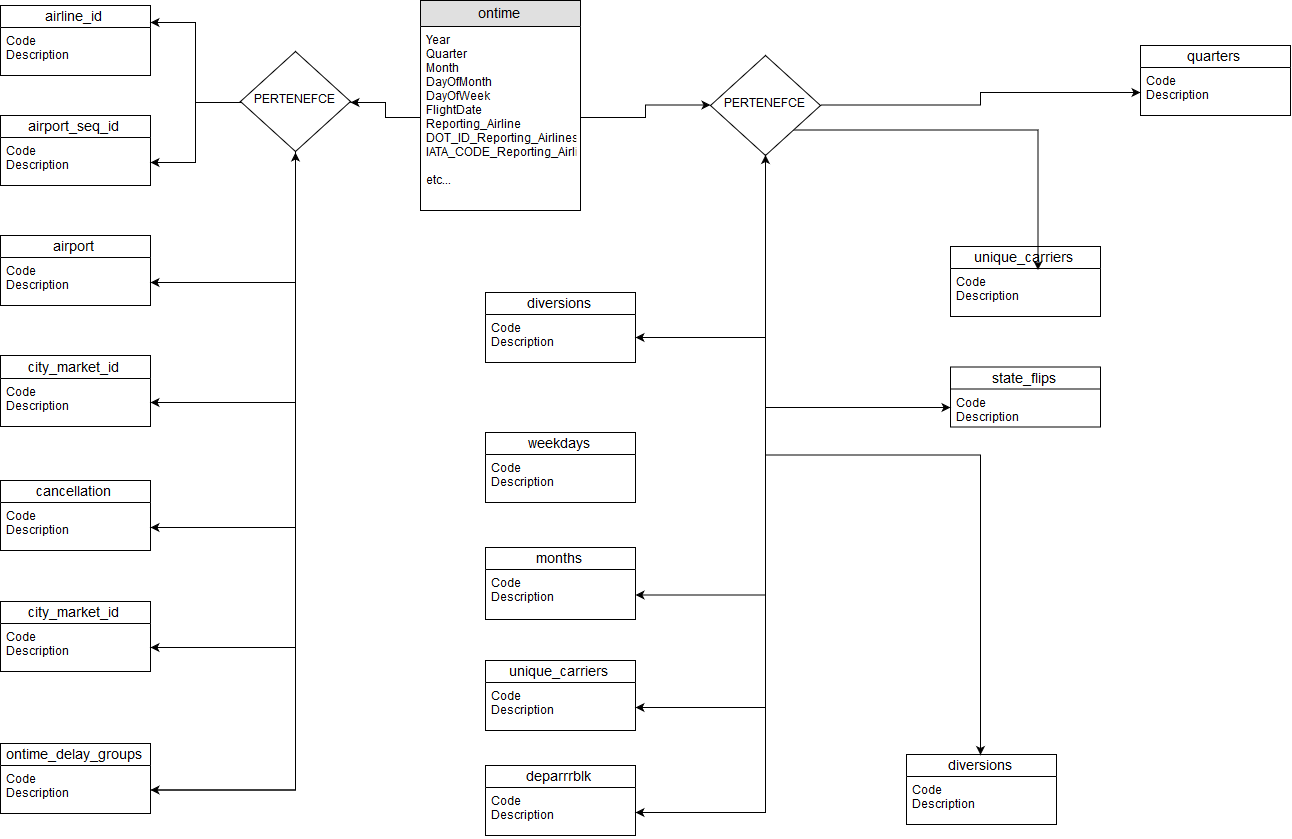 airline_id
Code
Description
airport_seq_id
Code
Description
airport
Code
Description
city_market_id
Code
Description
cancellation
Code
Description
city_market_id
Code
Description
ontime_delay_groups
Code
Description
PERTENEFCE
ontime
Year
Quarter
Month
DayOfMonth
DayOfWeek
FlightDate
Reporting_Airline
DOT_ID_Reporting_Airlines
IATA_CODE_Reporting_Airli
etc...
PERTENEFCE
diversions
Code
Description
weekdays
Code
Description
months
Code
Description
unique_carriers
Code
Description
deparrrblk
Code
Description
quarters
Code
Description
unique_carriers
Code
Description
state_flips
Code
Description
diversions
Code
Description